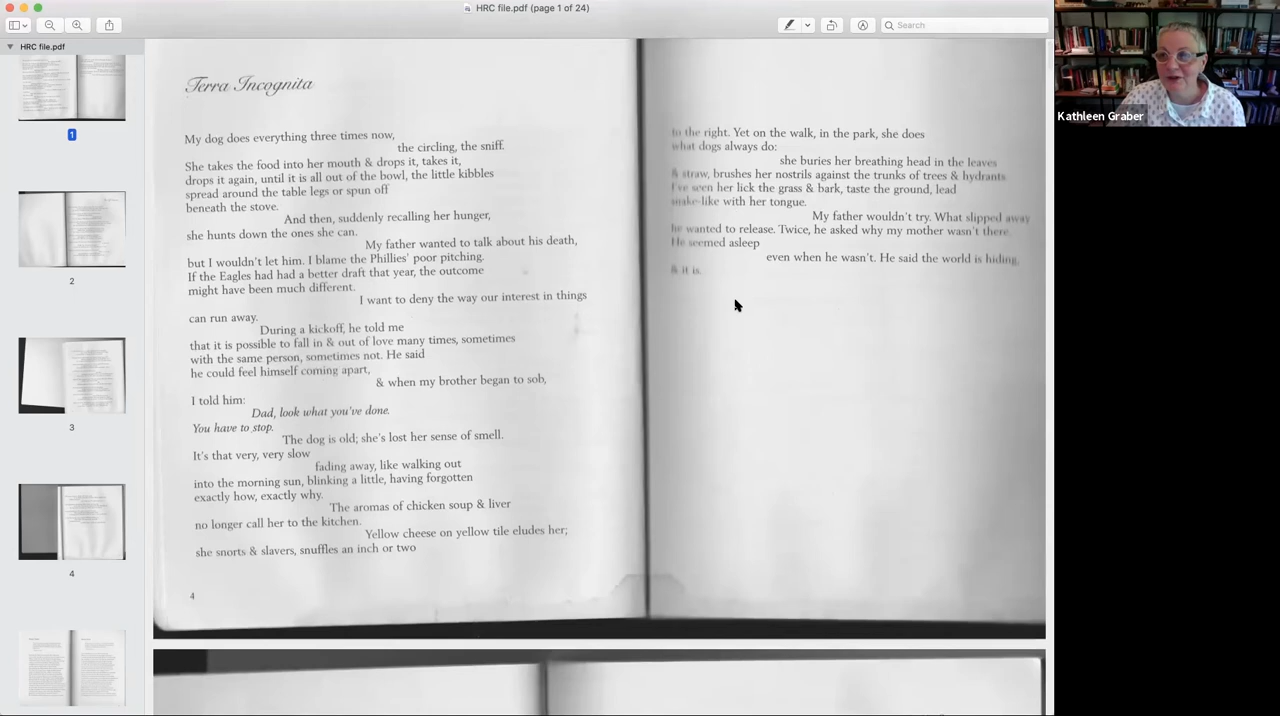 HRC file.pdf (page 1 of 24)
Search
HRC file.pdf
1
2
3
4
Terra Incognita
My dog does everything three times now,
the circling, the sniff.
She takes the food into her mouth & drops it, takes it,
drops it again, until it is all out of the bowl, the little kibbles
spread around the table legs or spun off
beneath the stove.
And then, suddenly recalling her hunger,
she hunts down the ones she can.
My father wanted to talk about his death,
but I wouldn't let him. I blame the Phillies' poor pitching.
If the Eagles had had a better draft that year, the outcome
might have been much different.
I want to deny the way our interest in things
can run away.
During a kickoff, he told me
that it is possible to fall in & out of love many times, sometimes
with the same person, sometimes not. He said
he could feel himself coming apart,
& when my brother began to sob,
I told him:
Dad, look what you've done.
You have to stop.
The dog is old; she's lost her sense of smell.
It's that very, very slow
fading away, like walking out
into the morning sun, blinking a little, having forgotten
exactly how, exactly why.
The aromas of chicken soup & liver
no longer call her to the kitchen.
Yellow cheese on yellow tile eludes her;
she snorts & slavers, snuffles an inch or two
4
to the right. Yet on the walk, in the park, she does
what dogs always do:
she buries her breathing head in the leaves
& straw, brushes her nostrils against the trunks of trees & hydrants
I've seen her lick the grass & bark, taste the ground, lead
snake-like with her tongue.
My father wouldn't try. What slipped away
he wanted to release. Twice, he asked why my mother wasn't there.
He seemed asleep
even when he wasn't. He said the world is hiding,
& it is.
Kathleen Graber